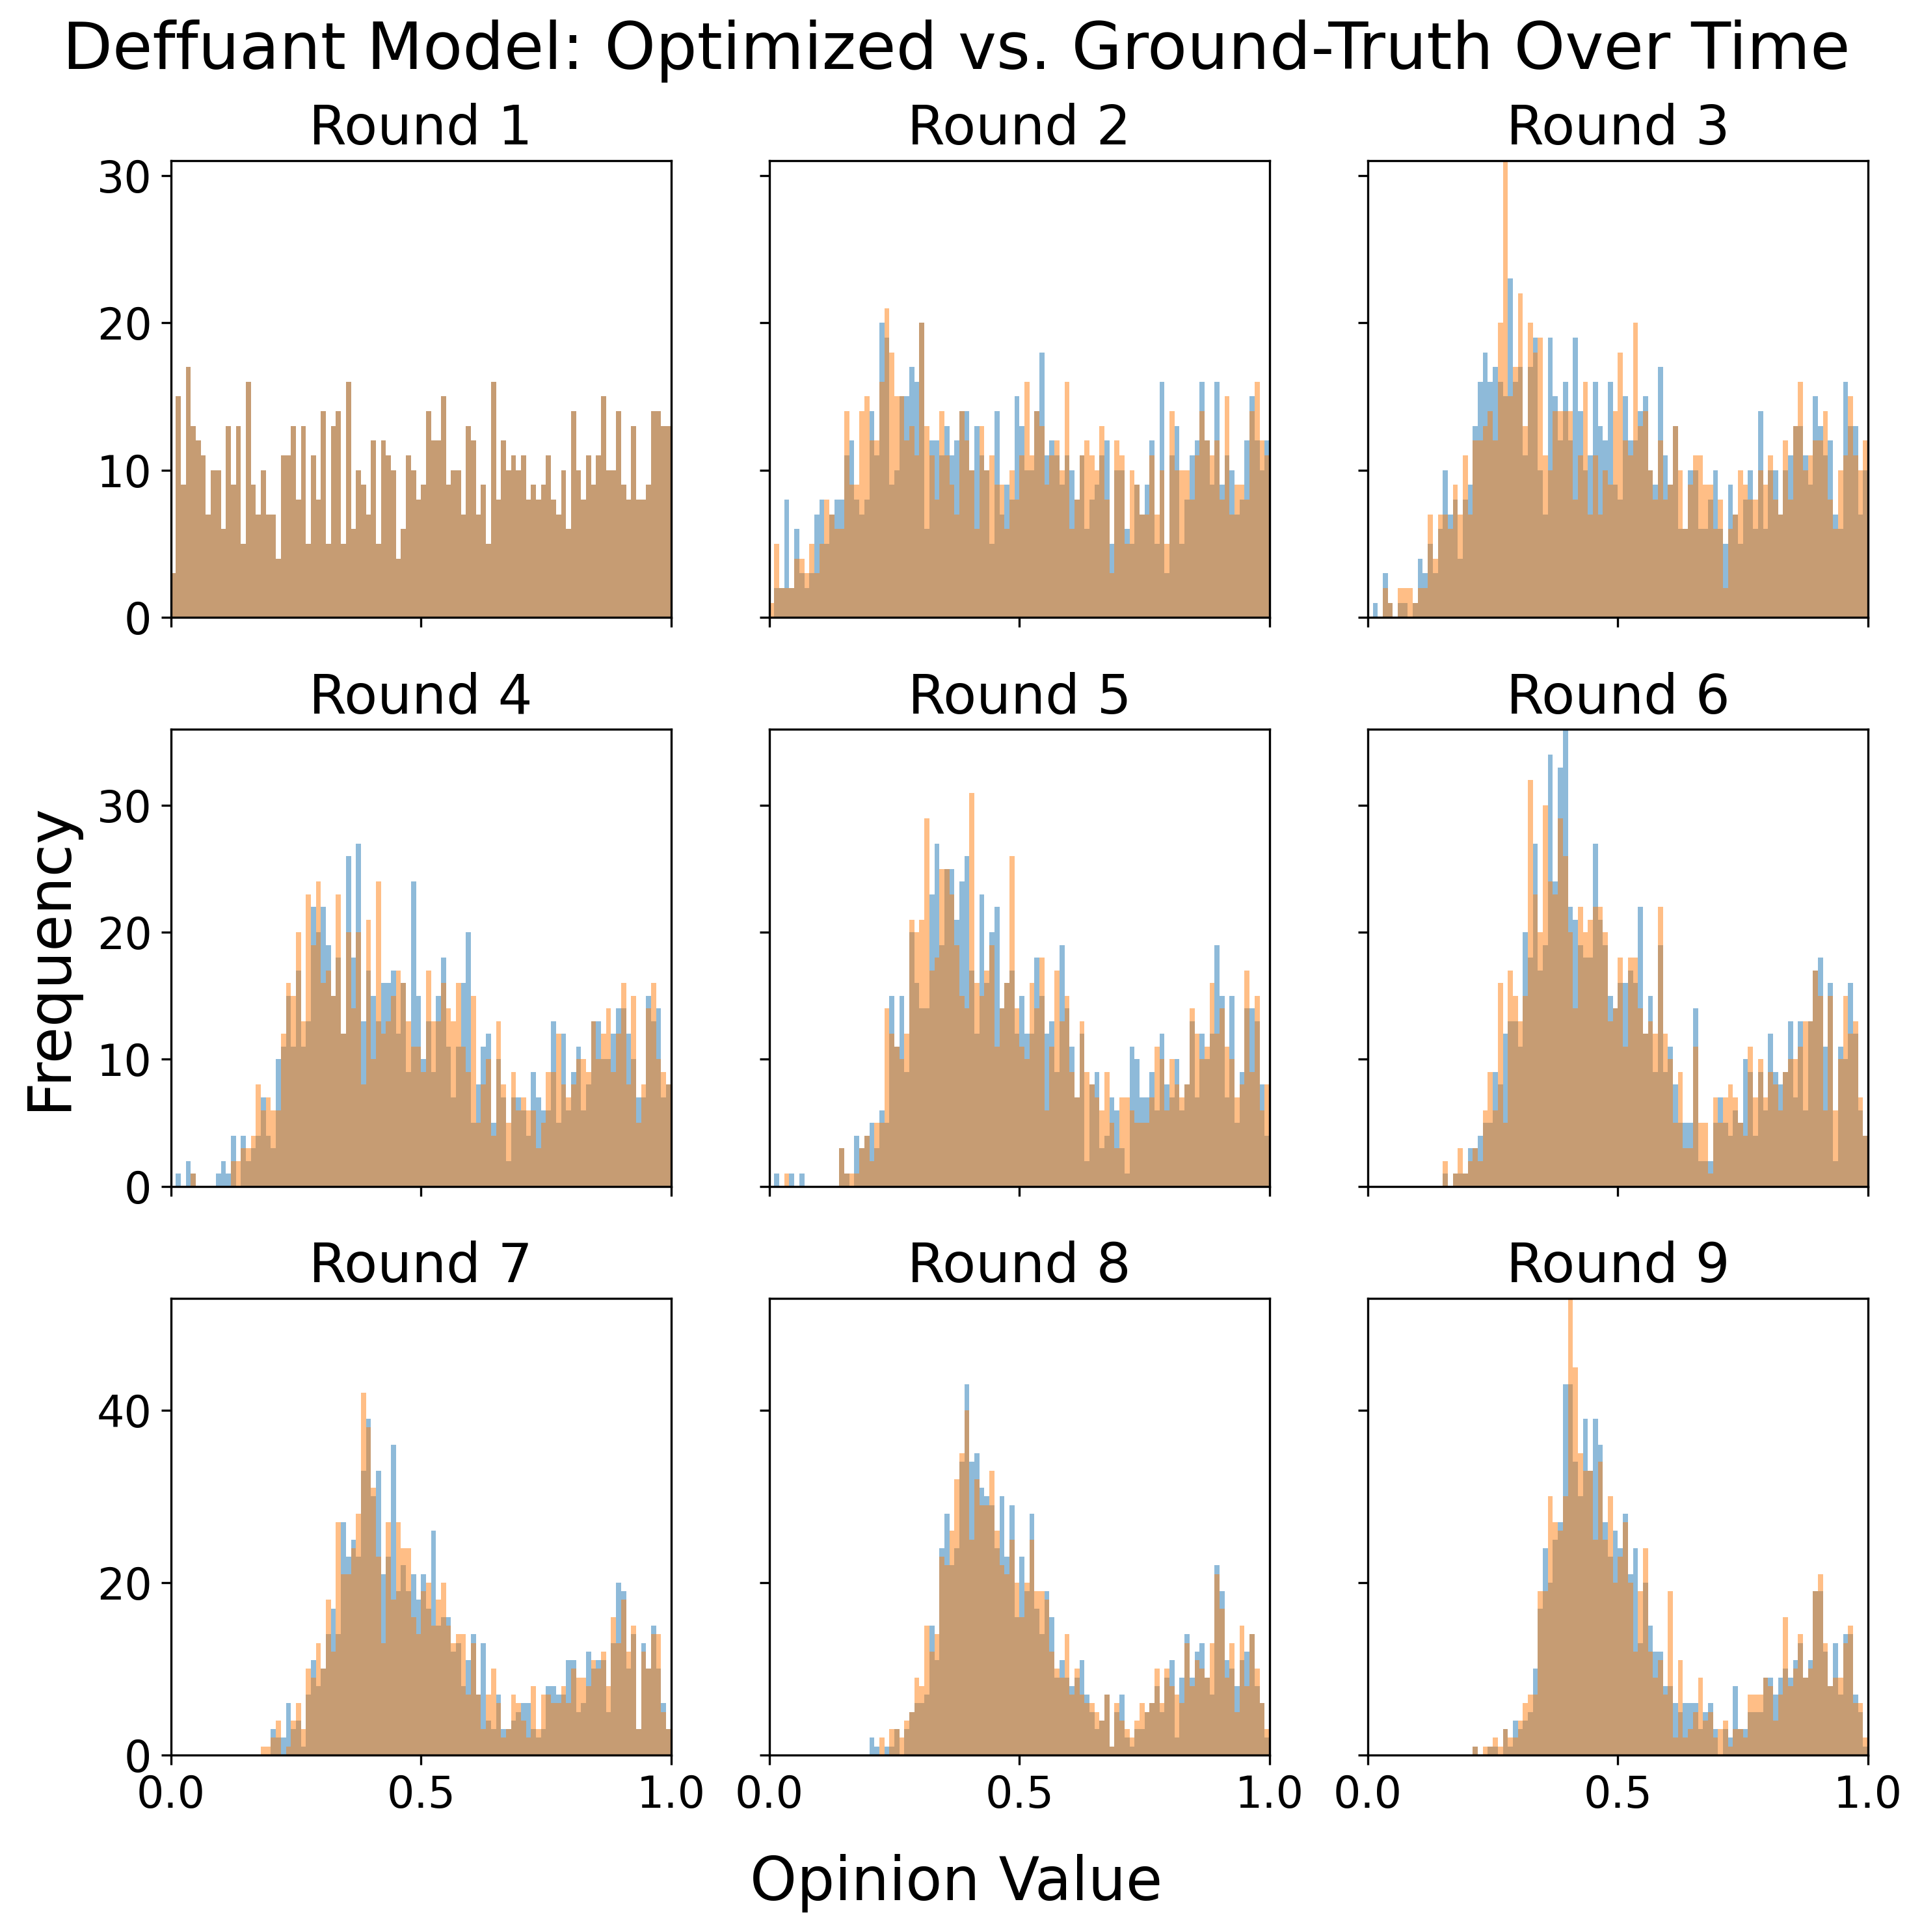 Deffuant Model: Optimized vs. Ground-Truth Over Time
Round 1
Round 2
Round 3
30
20
10
0
Round 4
Round 5
Round 6
Frequency
30
20
10
0
Round 7
Round 8
Round 9
40
20
0
0.0 0.5 1.0 0.0 0.5 1.0 0.0 0.5 1.0
Opinion Value